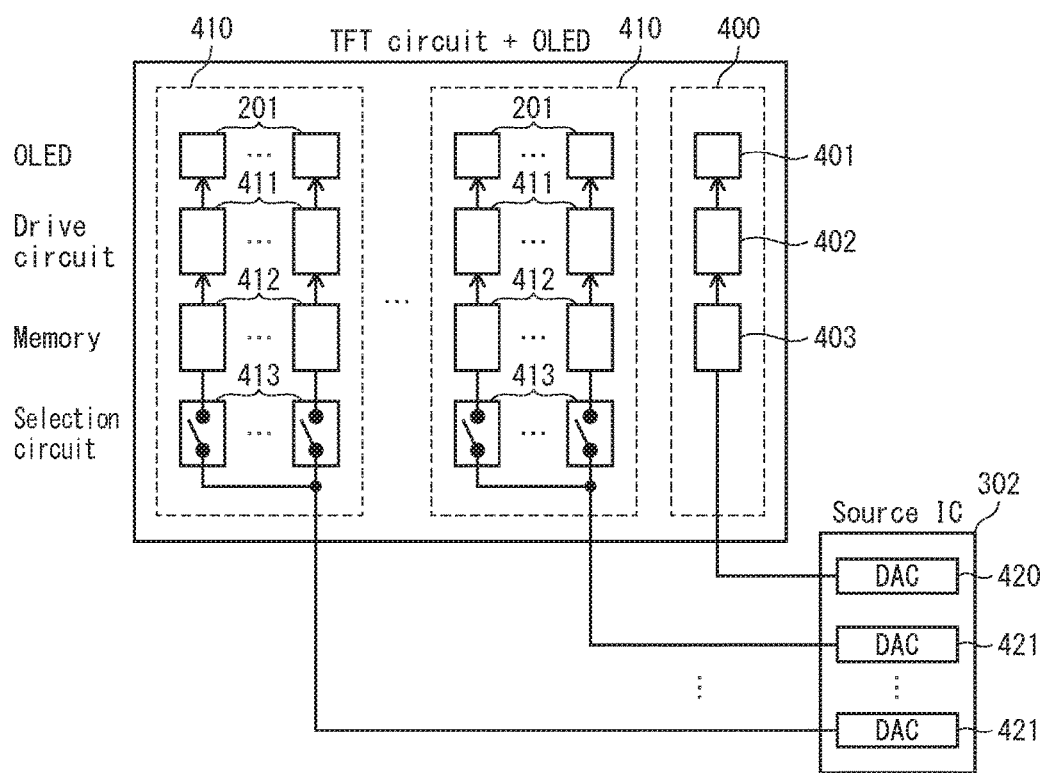 410
TFT circuit + OLED
410
400
201
201
OLED
...
...
401
411
411
Drive
circuit
...
...
402
412
412
...
Memory
...
...
403
413
413
Selection
circuit
...
...
302
Source IC
DAC
420
DAC
421
⋮
⋮
DAC
421